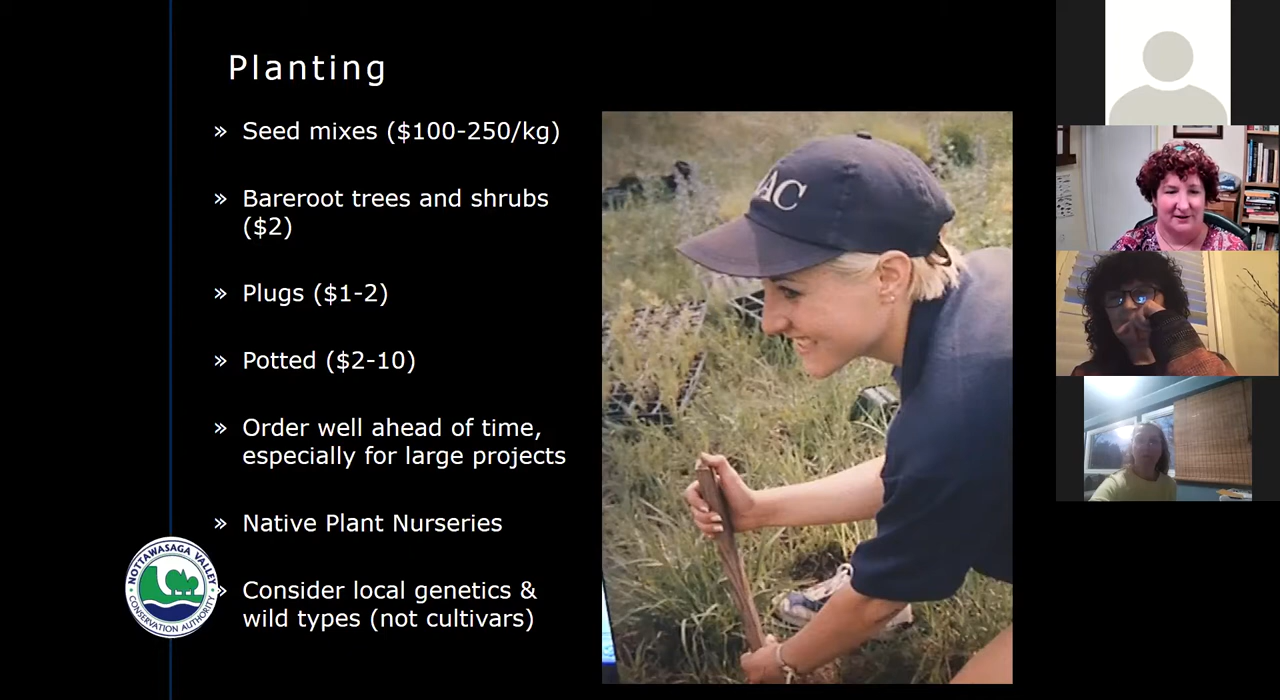 Planting
» Seed mixes ($100-250/kg)
» Bareroot trees and shrubs
($2)
» Plugs ($1-2)
» Potted ($2-10)
» Order well ahead of time,
especially for large projects
» Native Plant Nurseries
» Consider local genetics &
wild types (not cultivars)
NOTTAWASAGA VALLEY
CONSERVATION AUTHORITY
AC